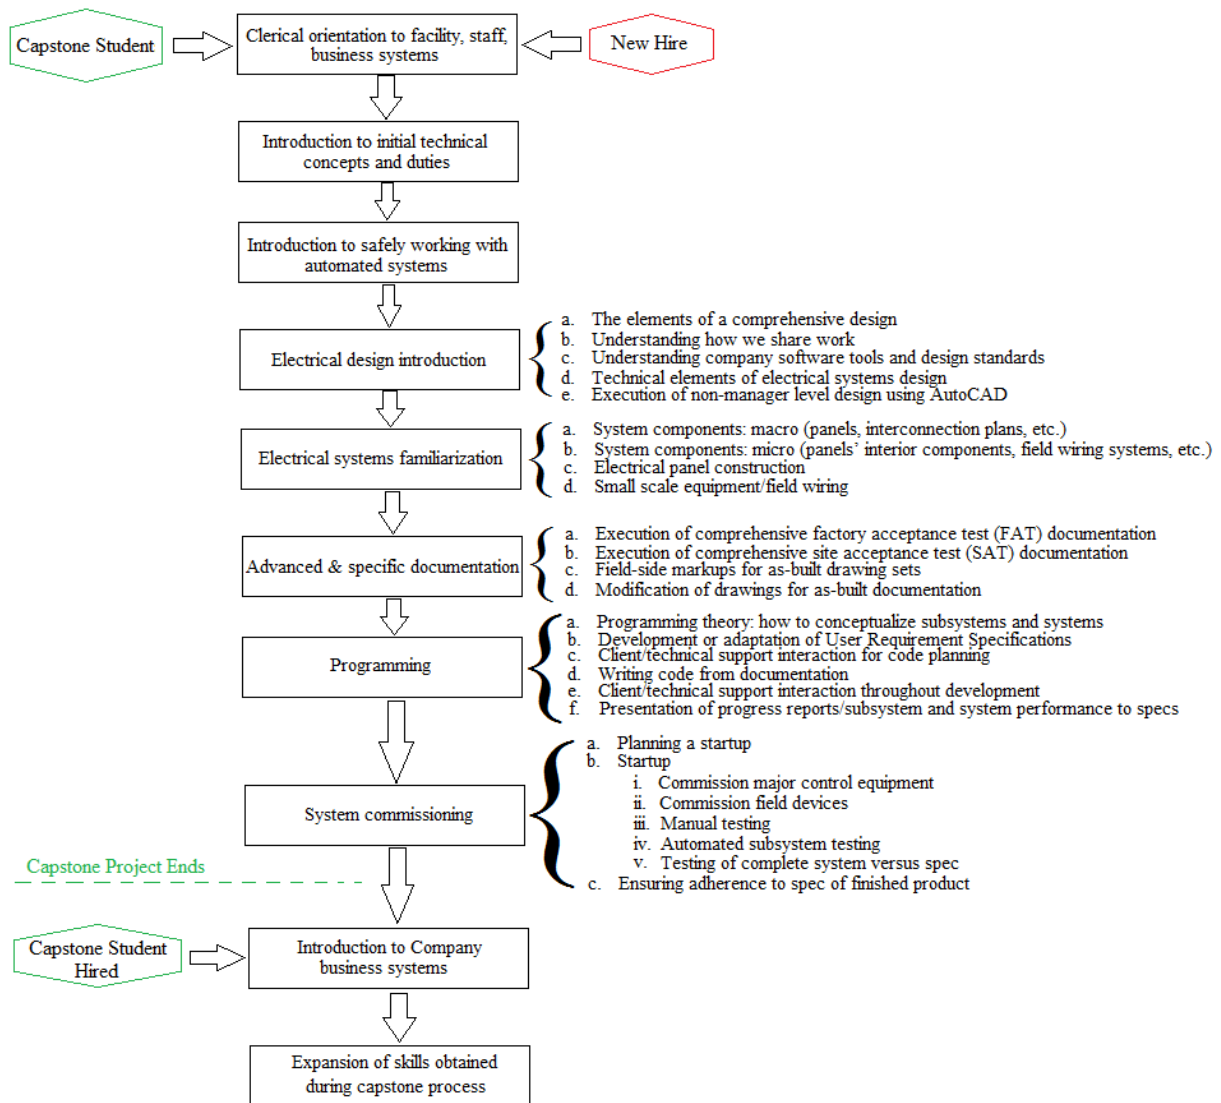 Capstone Student
Clerical orientation to facility, staff,
business systems
New Hire
Introduction to initial technical
concepts and duties
Introduction to safely working with
automated systems
Electrical design introduction
a. The elements of a comprehensive design
b. Understanding how we share work
c. Understanding company software tools and design standards
d. Technical elements of electrical systems design
e. Execution of non-manager level design using AutoCAD
Electrical systems familiarization
a. System components: macro (panels, interconnection plans, etc.)
b. System components: micro (panels’ interior components, field wiring systems, etc.)
c. Electrical panel construction
d. Small scale equipment/field wiring
Advanced & specific documentation
a. Execution of comprehensive factory acceptance test (FAT) documentation
b. Execution of comprehensive site acceptance test (SAT) documentation
c. Field-side markups for as-built drawing sets
d. Modification of drawings for as-built documentation
Programming
a. Programming theory: how to conceptualize subsystems and systems
b. Development or adaptation of User Requirement Specifications
c. Client/technical support interaction for code planning
d. Writing code from documentation
e. Client/technical support interaction throughout development
f. Presentation of progress reports/subsystem and system performance to specs
System commissioning
a. Planning a startup
b. Startup
i. Commission major control equipment
ii. Commission field devices
iii. Manual testing
iv. Automated subsystem testing
v. Testing of complete system versus spec
c. Ensuring adherence to spec of finished product
Capstone Project Ends
Capstone Student
Hired
Introduction to Company
business systems
Expansion of skills obtained
during capstone process